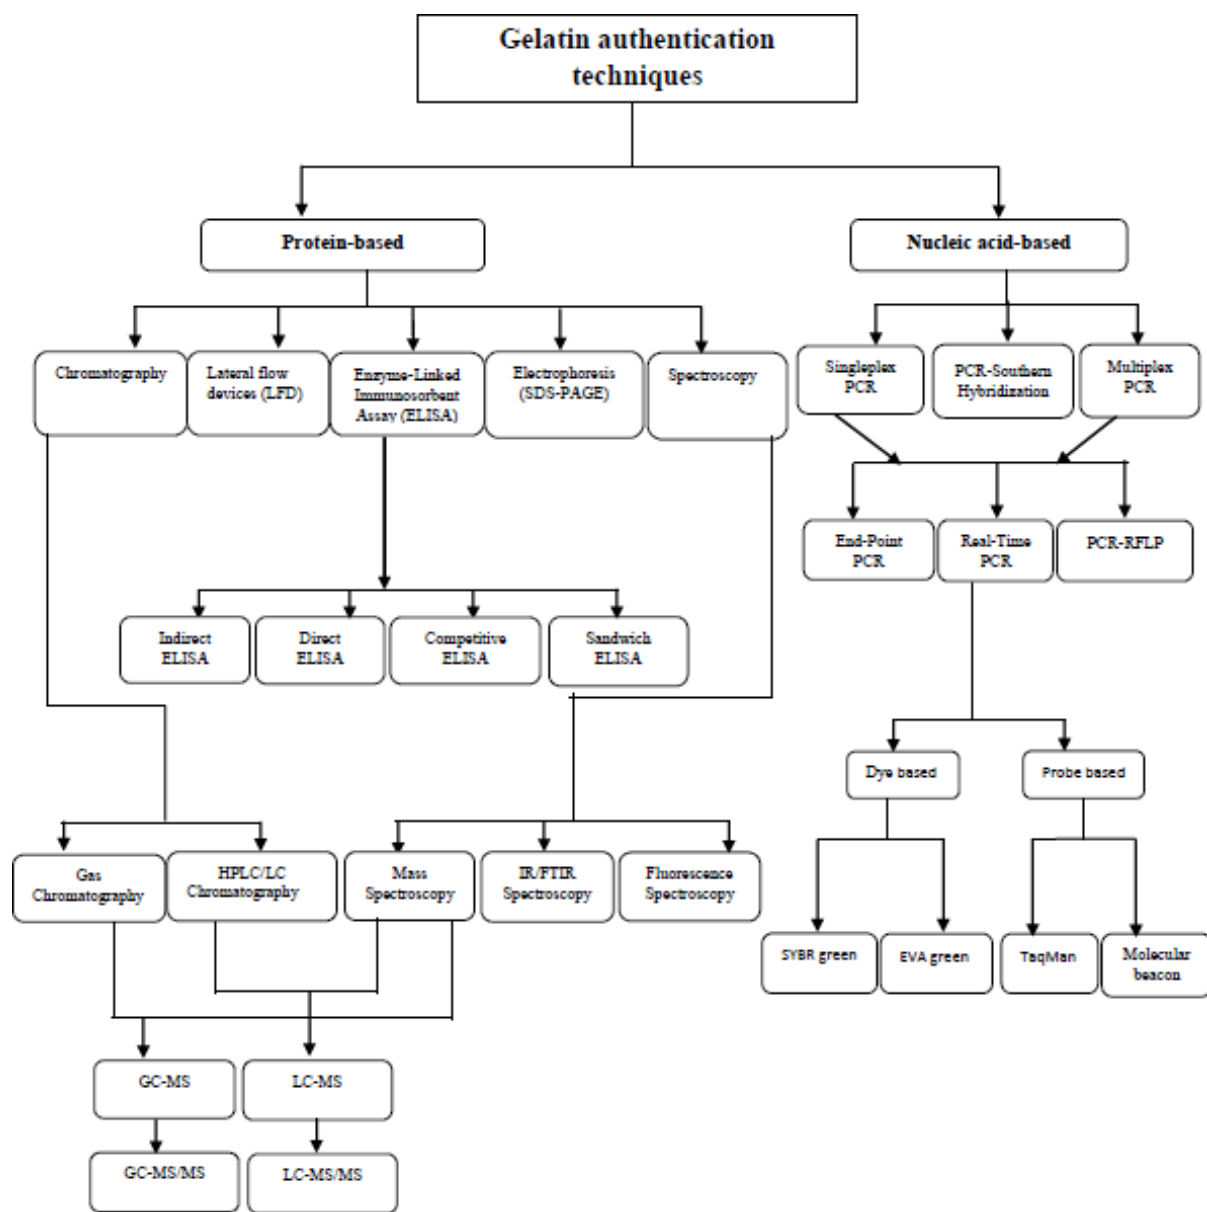 Gelatin authentication
techniques
Protein-based
Nucleic acid-based
Chromatography
Lateral flow
devices (LFD)
Enzyme-Linked
Immunosorbent
Assay (ELISA)
Electrophoresis
(SDS-PAGE)
Spectroscopy
Singleplex
PCR
PCR-Southern
Hybridization
Multiplex
PCR
End-Point
PCR
Real-Time
PCR
PCR-RFLP
Indirect
ELISA
Direct
ELISA
Competitive
ELISA
Sandwich
ELISA
Dye based
Probe based
Gas
Chromatography
HPLC/LC
Chromatography
Mass
Spectroscopy
IR/FTIR
Spectroscopy
Fluorescence
Spectroscopy
SYBR green
EVA green
TaqMan
Molecular
beacon
GC-MS
LC-MS
GC-MS/MS
LC-MS/MS